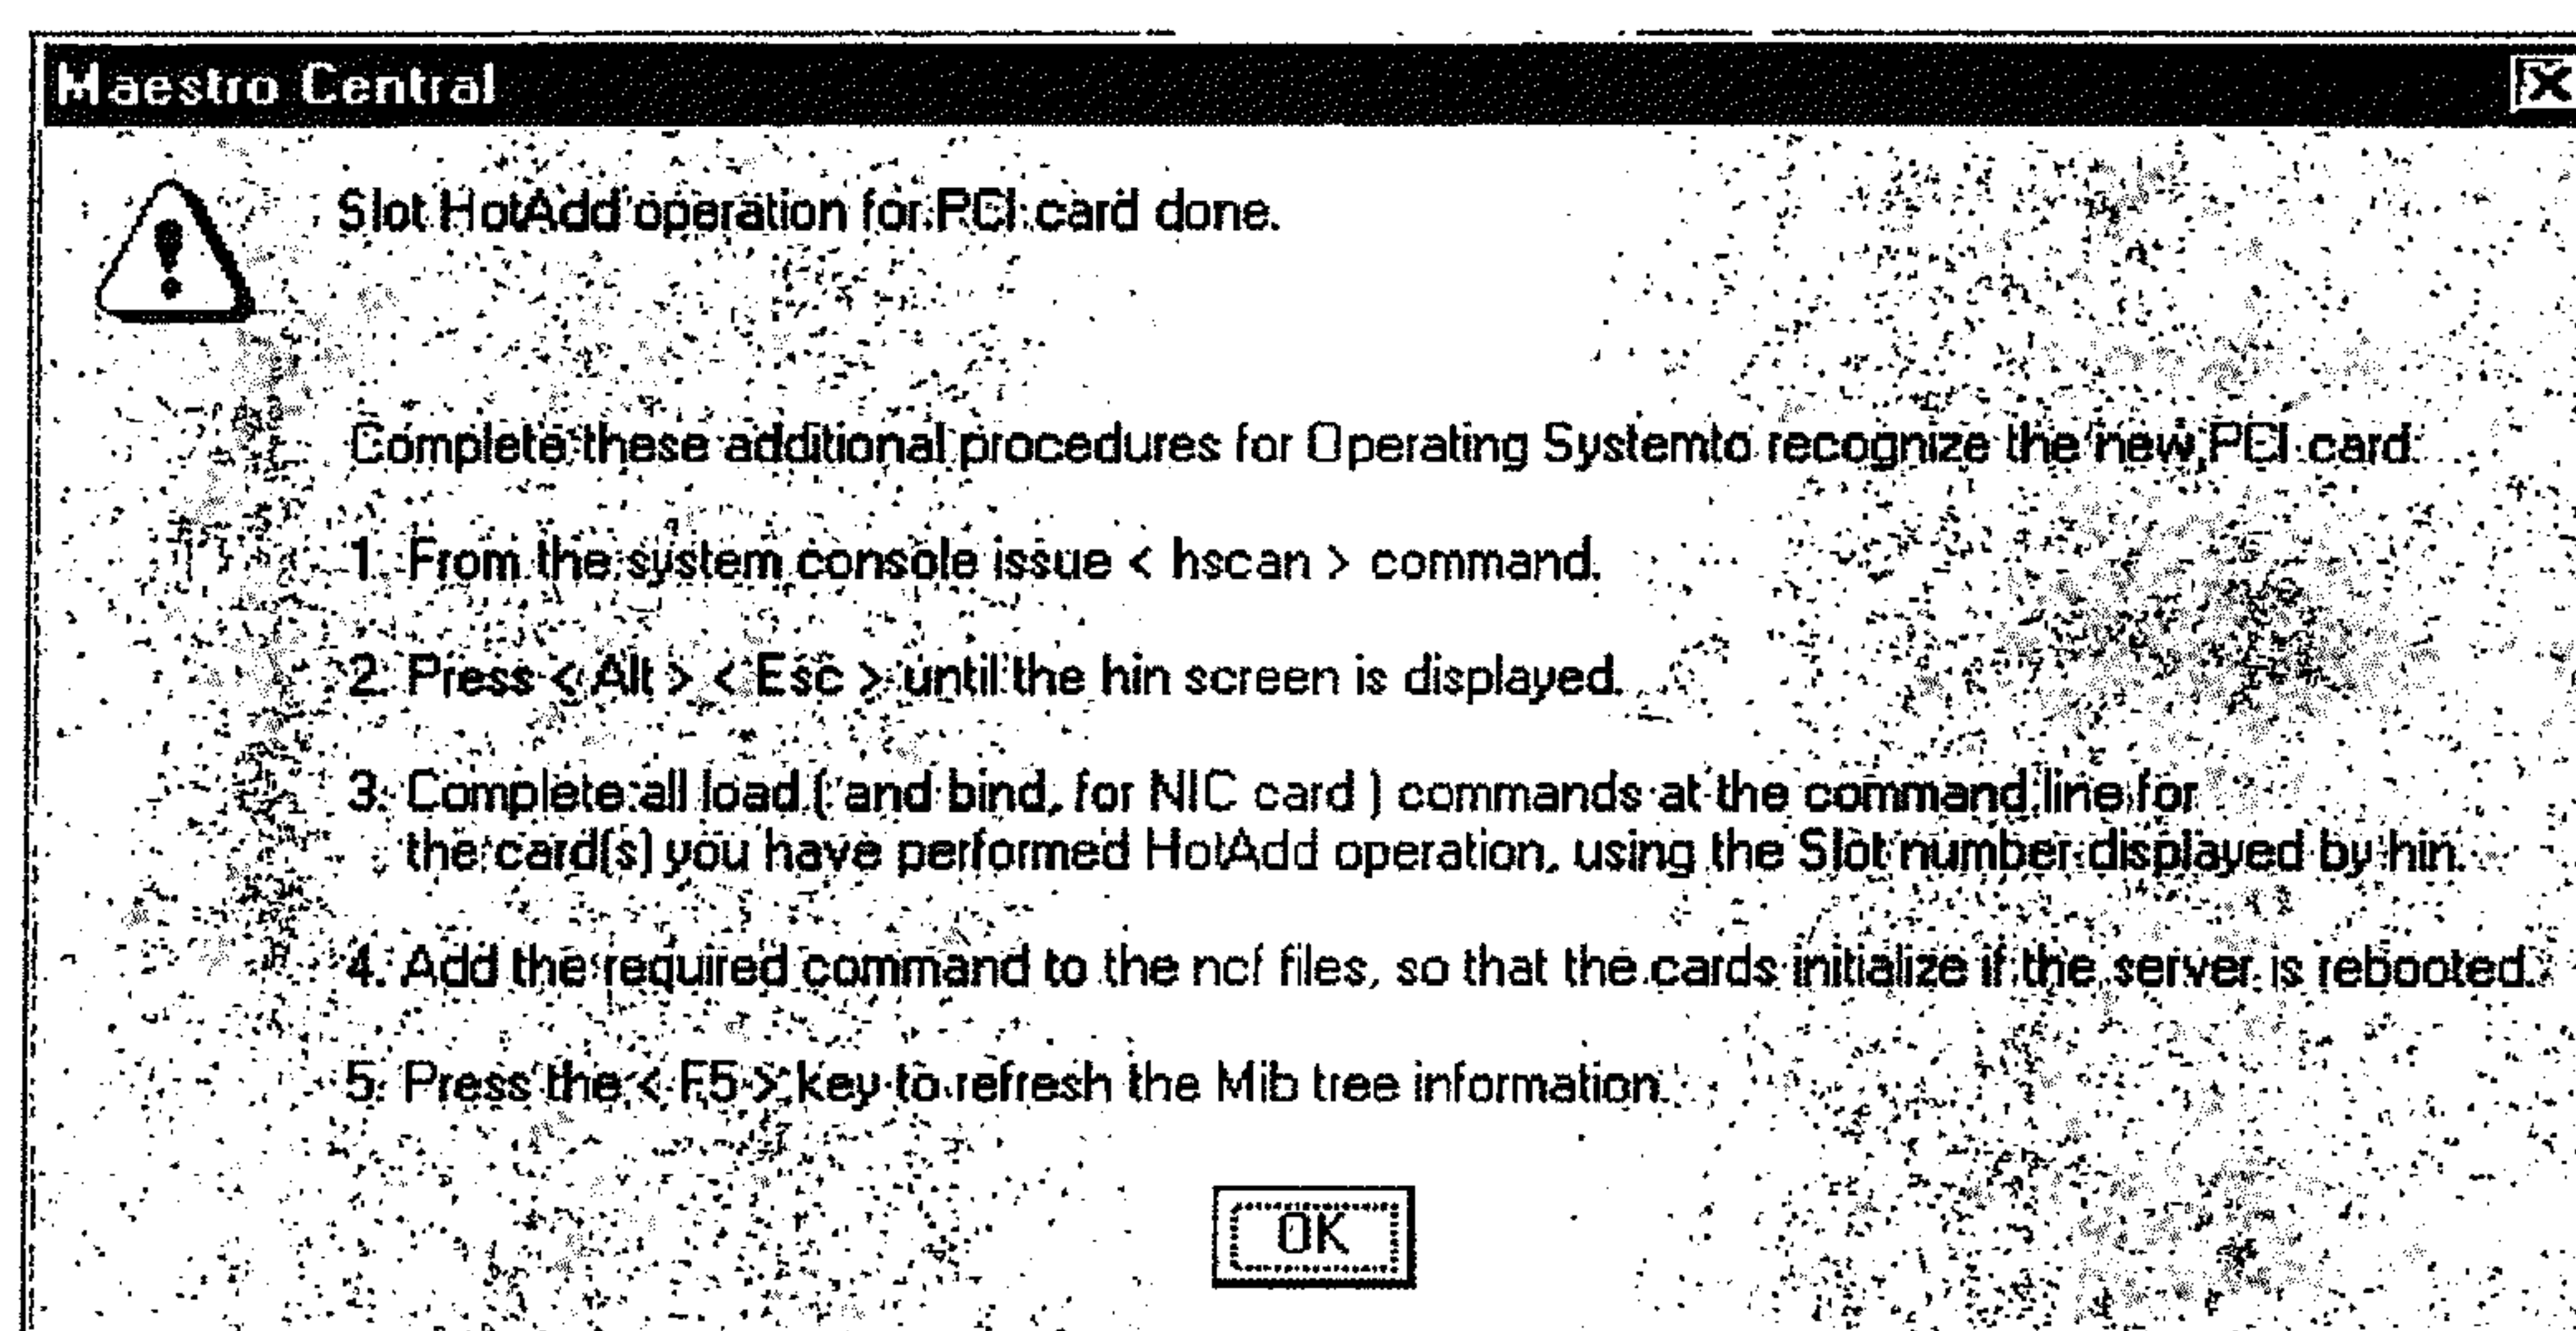 Maestro Central
Slot HotAdd operation for PCI card done.
Complete these additional procedures for Operating Systemto recognize the new PCI card.
1. From the system console issue < hscan > command.
2. Press < Alt > < Esc > until the hin screen is displayed.
3. Complete all load ( and bind, for NIC card ) commands at the command line for
the card(s) you have performed HotAdd operation, using the Slot number displayed by hin.
4. Add the required command to the ncf files, so that the cards initialize if the server is rebooted.
5. Press the < F5 > key to refresh the Mib tree information.
OK